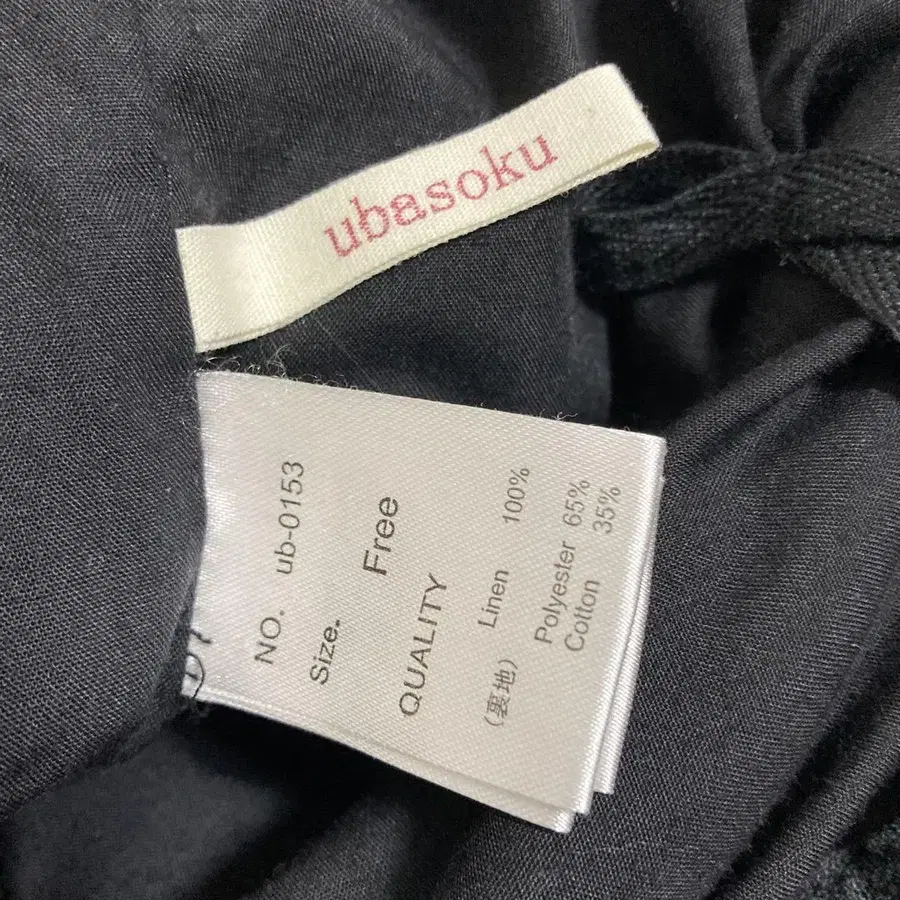 ubasoku
NO. ub-0153
Size. Free
QUALITY
Linen 100%
(裏地)
Polyester 65%
Cotton 35%